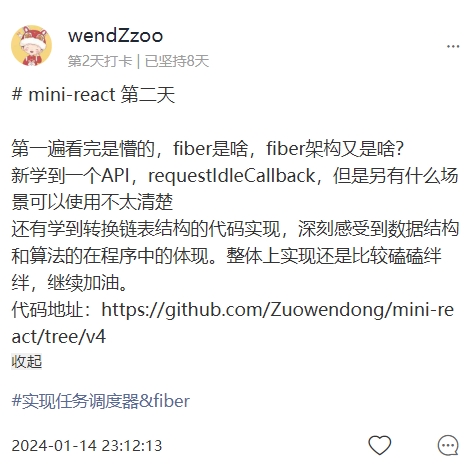 wendZzoo
第2天打卡 | 已坚持8天
# mini-react 第二天
第一遍看完是懵的，fiber是啥，fiber架构又是啥?
新学到一个API，requestIdleCallback，但是另有什么场
景可以使用不太清楚
还有学到转换链表结构的代码实现，深刻感受到数据结构
和算法的在程序中的体现。整体上实现还是比较磕磕绊
绊，继续加油。
代码地址：https://github.com/Zuowendong/mini-re
act/tree/v4
收起
#实现任务调度器&fiber
2024-01-14 23:12:13